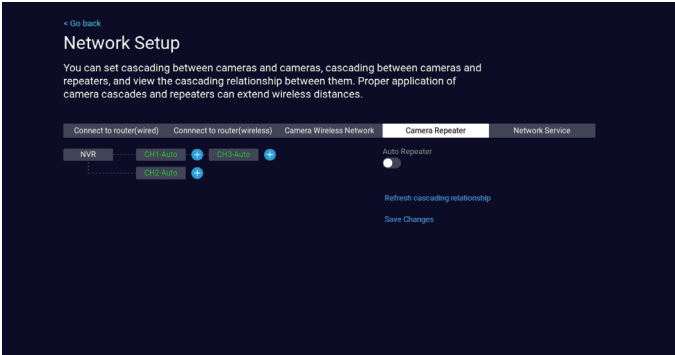 < Go back
Network Setup
You can set cascading between cameras and cameras, cascading between cameras and
repeaters, and view the cascading relationship between them. Proper application of
camera cascades and repeaters can extend wireless distances.
Connect to router(wired) Connnect to router(wireless) Camera Wireless Network Camera Repeater Network Service
NVR CH1-Auto + CH3-Auto +
CH2-Auto +
Auto Repeater
Refresh cascading relationship
Save Changes